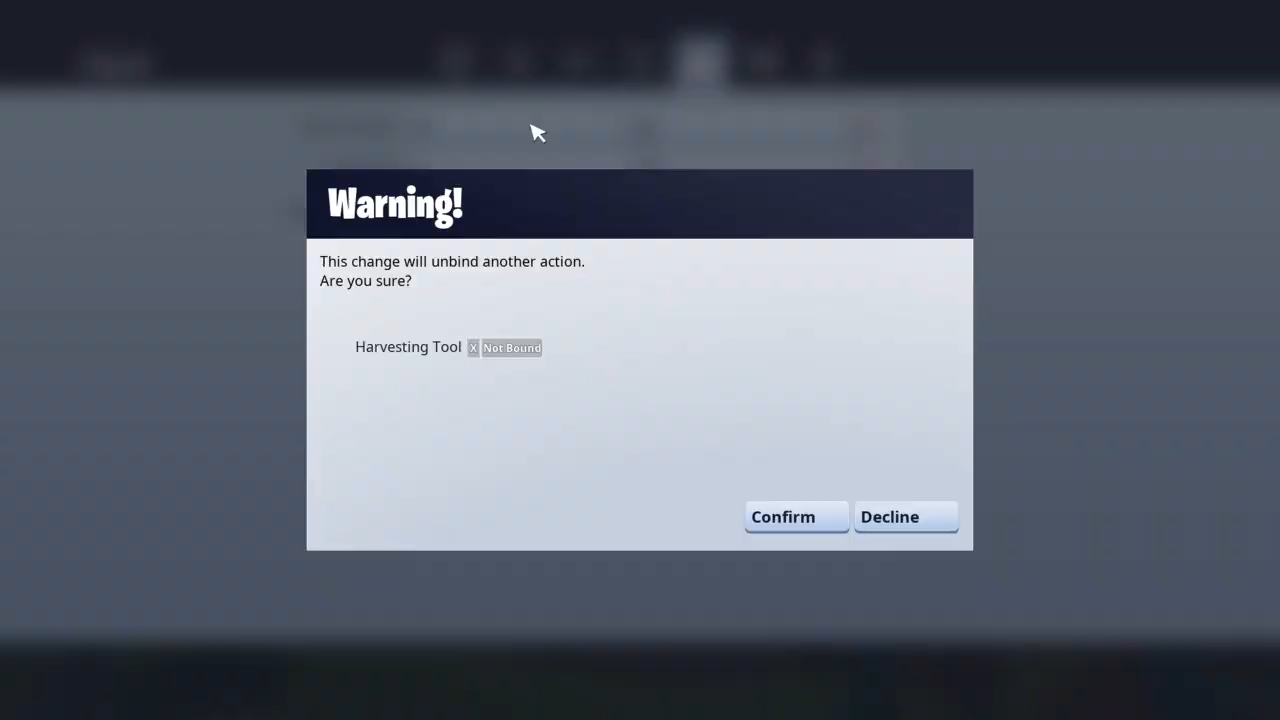 Warning!
This change will unbind another action.
Are you sure?
Harvesting Tool X Not Bound
Confirm Decline